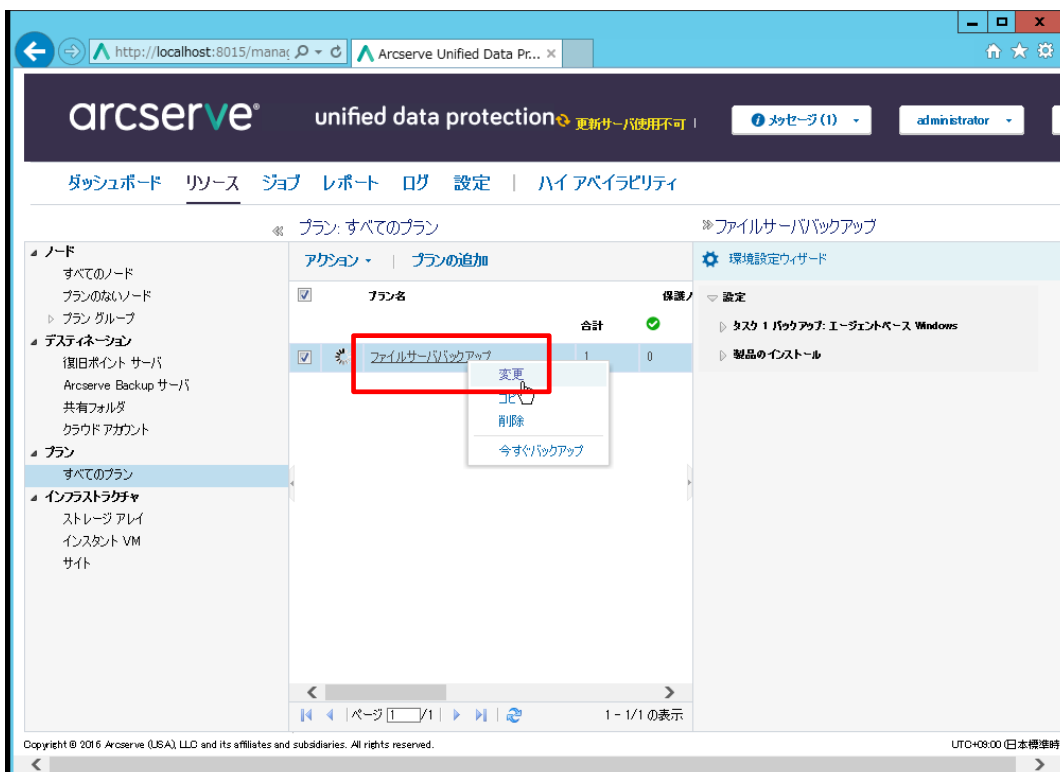 http://localhost:8015/manag
Arcserve Unified Data Pr...
arcserve®
unified data protection
更新サーバ使用不可
メッセージ (1)
administrator
ダッシュボード リソース ジョブ レポート ログ 設定 | ハイ アベイラビリティ
プラン: すべてのプラン
ファイルサーババックアップ
ノード
すべてのノード
プランのないノード
プラン グループ
デスティネーション
復旧ポイント サーバ
Arcserve Backup サーバ
共有フォルダ
クラウド アカウント
プラン
すべてのプラン
インフラストラクチャ
ストレージ アレイ
インスタント VM
サイト
アクション | プランの追加
プラン名
保護ノ
合計
ファイルサーババックアップ 1 0
変更
コピ
削除
今すぐバックアップ
環境設定ウィザード
設定
タスク 1 バックアップ: エージェントベース Windows
製品のインストール
ページ 1 /1
1 - 1/1 の表示
Copyright © 2016 Arcserve (USA), LLC and its affiliates and subsidiaries. All rights reserved.
UTC+09:00 (日本標準時